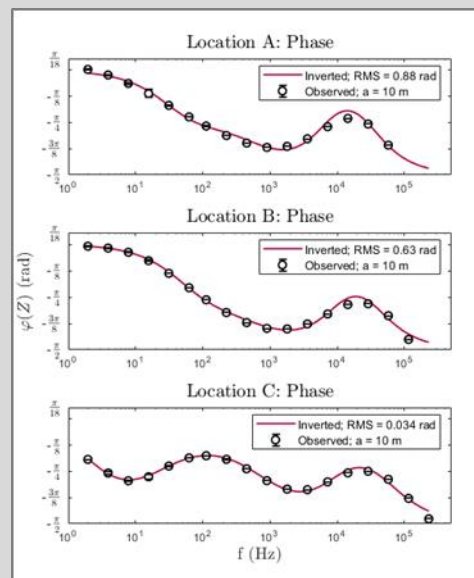 Location A: Phase
π/18
-π/8
-π/4
-3π/8
-π/2
Inverted; RMS = 0.88 rad
Observed; a = 10 m
10^0 10^1 10^2 10^3 10^4 10^5
Location B: Phase
π/18
-π/8
-π/4
-3π/8
-π/2
Inverted; RMS = 0.63 rad
Observed; a = 10 m
10^0 10^1 10^2 10^3 10^4 10^5
φ(Z) (rad)
Location C: Phase
π/18
-π/8
-π/4
-3π/8
-π/2
Inverted; RMS = 0.034 rad
Observed; a = 10 m
10^0 10^1 10^2 10^3 10^4 10^5
f (Hz)